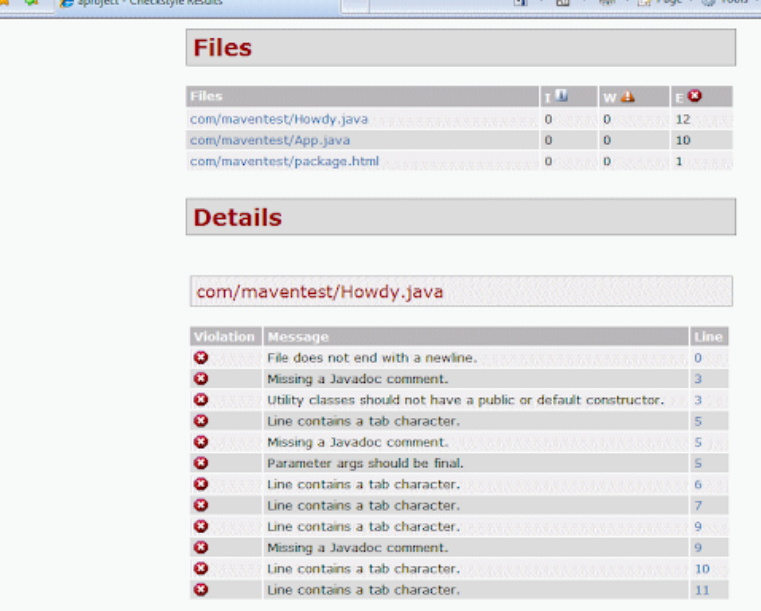 aproject - Checkstyle Results
Page
Tools
Files
Files I W E
com/maventest/Howdy.java 0 0 12
com/maventest/App.java 0 0 10
com/maventest/package.html 0 0 1
Details
com/maventest/Howdy.java
Violation Message Line
File does not end with a newline. 0
Missing a Javadoc comment. 3
Utility classes should not have a public or default constructor. 3
Line contains a tab character. 5
Missing a Javadoc comment. 5
Parameter args should be final. 5
Line contains a tab character. 6
Line contains a tab character. 7
Line contains a tab character. 9
Missing a Javadoc comment. 9
Line contains a tab character. 10
Line contains a tab character. 11